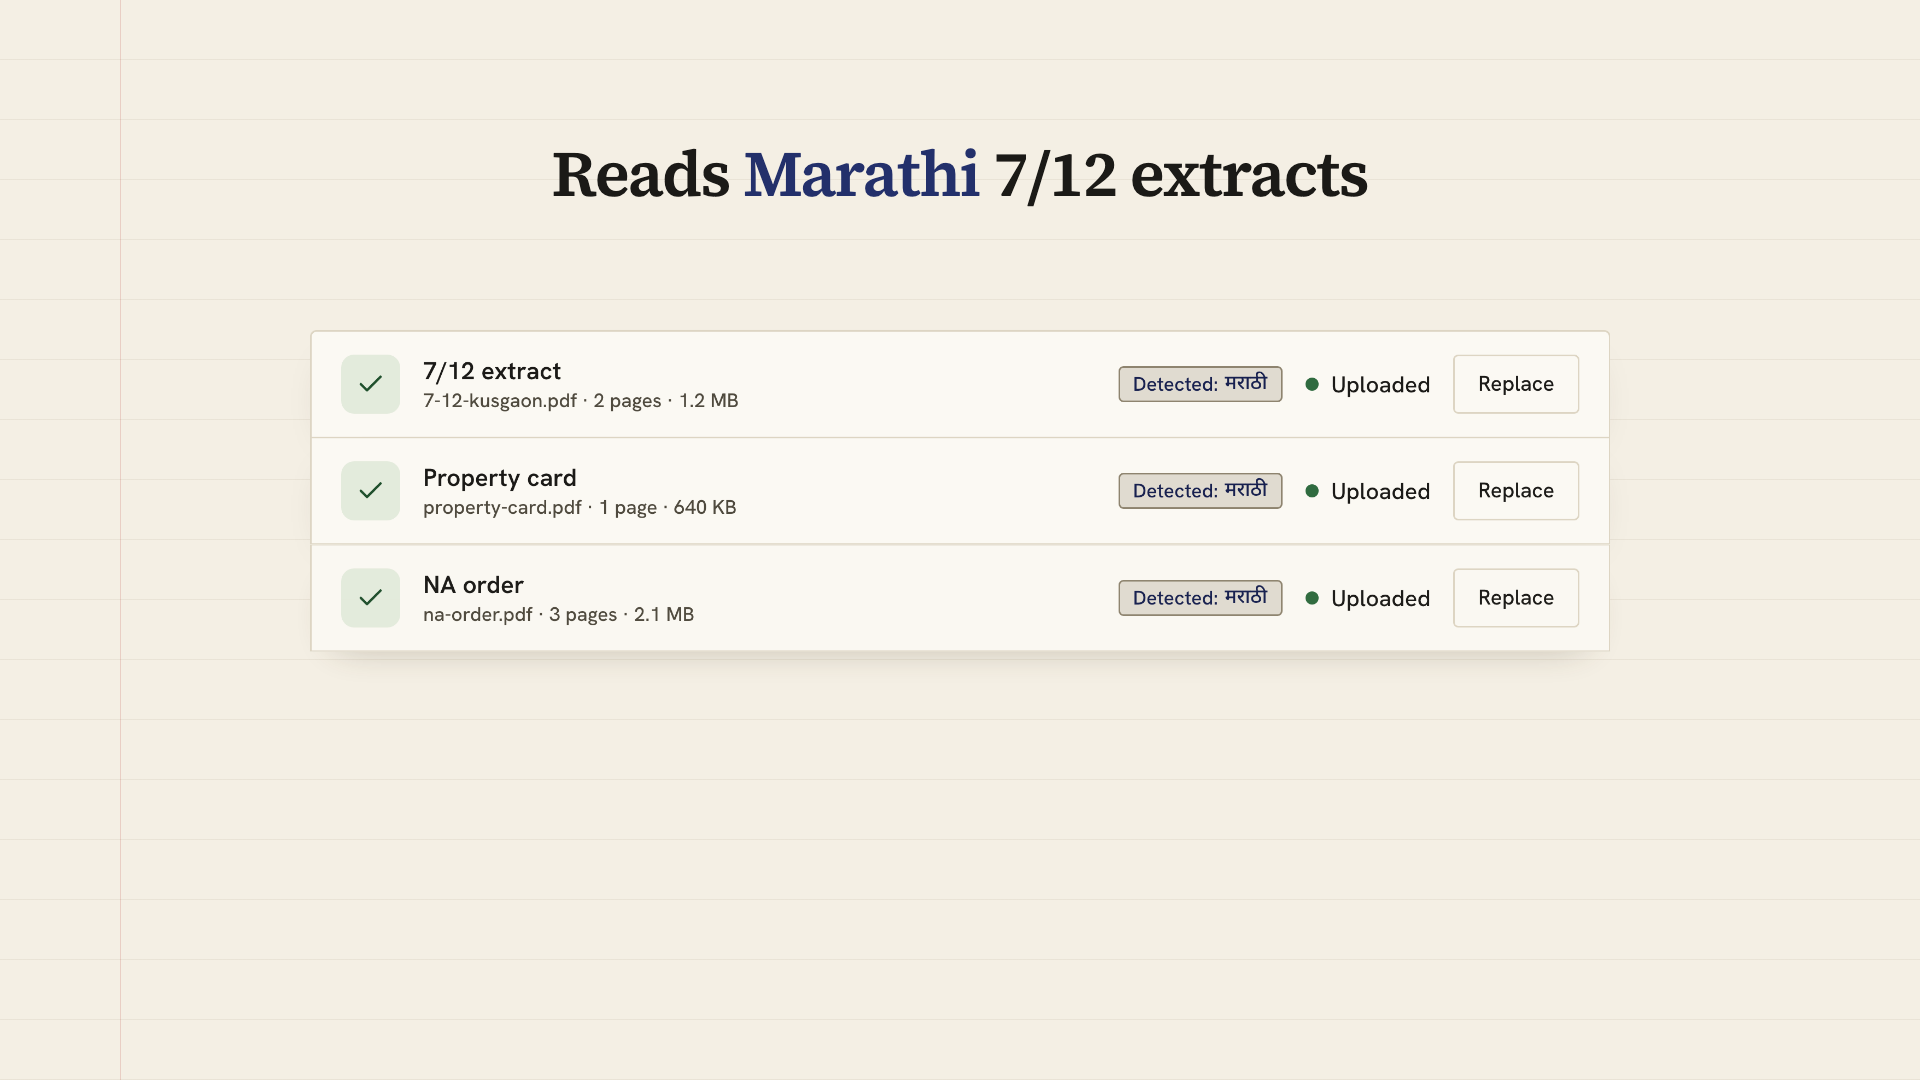 Reads Marathi 7/12 extracts
7/12 extract
7-12-kusgaon.pdf · 2 pages · 1.2 MB
Detected: मराठी
Uploaded
Replace
Property card
property-card.pdf · 1 page · 640 KB
Detected: मराठी
Uploaded
Replace
NA order
na-order.pdf · 3 pages · 2.1 MB
Detected: मराठी
Uploaded
Replace